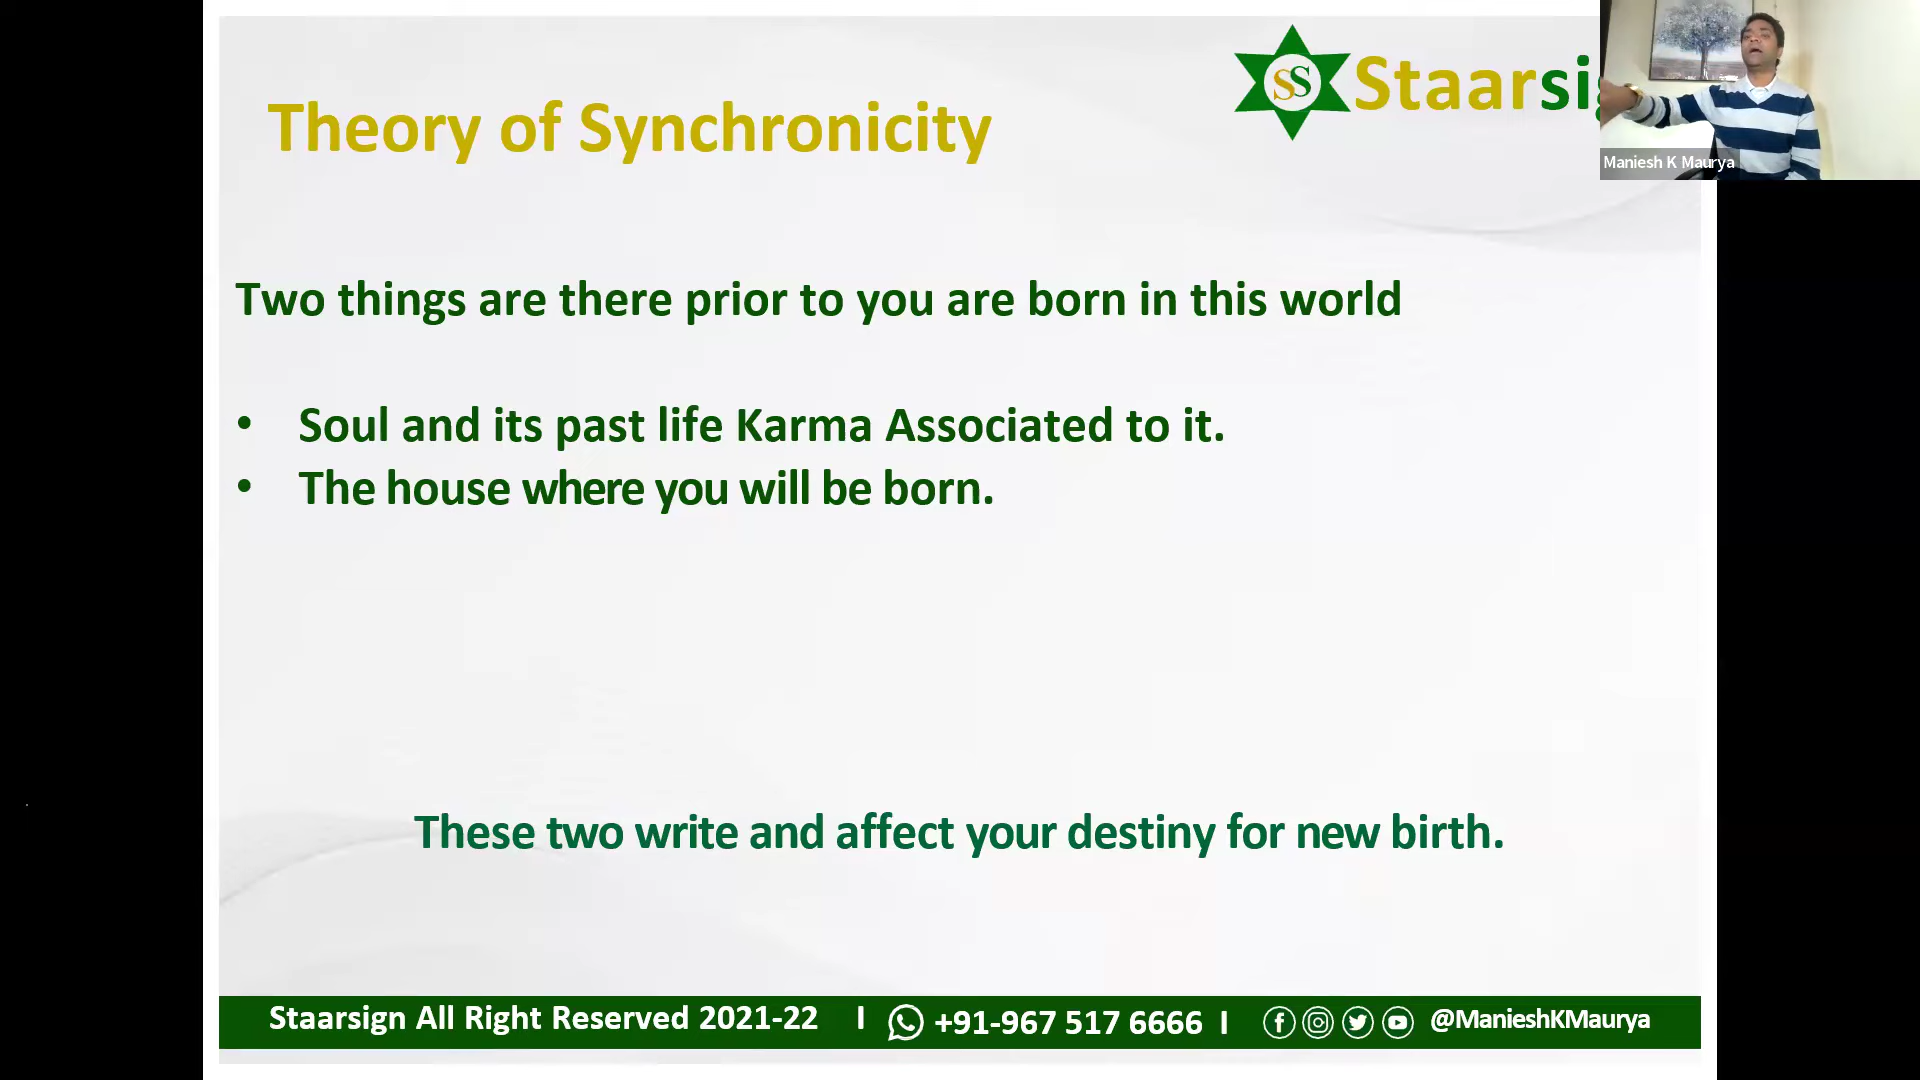 SS Staarsi
Maniesh K Maurya
Theory of Synchronicity
Two things are there prior to you are born in this world
• Soul and its past life Karma Associated to it.
• The house where you will be born.
These two write and affect your destiny for new birth.
Staarsign All Right Reserved 2021-22 I +91-967 517 6666 I @ManieshKMaurya